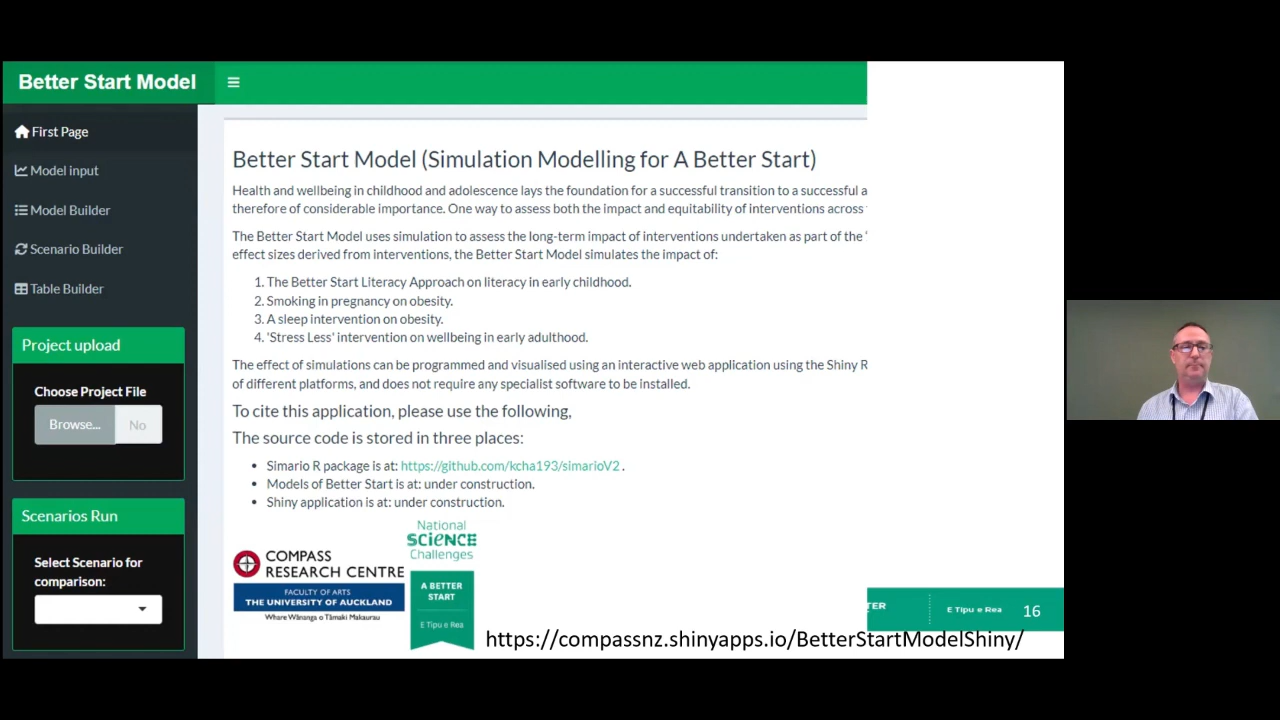 Better Start Model
First Page
Model input
Model Builder
Scenario Builder
Table Builder
Project upload
Choose Project File
Browse...
No
Scenarios Run
Select Scenario for
comparison:
Better Start Model (Simulation Modelling for A Better Start)
Health and wellbeing in childhood and adolescence lays the foundation for a successful transition to a successful a
therefore of considerable importance. One way to assess both the impact and equitability of interventions across
The Better Start Model uses simulation to assess the long-term impact of interventions undertaken as part of the '
effect sizes derived from interventions, the Better Start Model simulates the impact of:
1. The Better Start Literacy Approach on literacy in early childhood.
2. Smoking in pregnancy on obesity.
3. A sleep intervention on obesity.
4. 'Stress Less' intervention on wellbeing in early adulthood.
The effect of simulations can be programmed and visualised using an interactive web application using the Shiny R
of different platforms, and does not require any specialist software to be installed.
To cite this application, please use the following,
The source code is stored in three places:
• Simario R package is at: https://github.com/kcha193/simarioV2 .
• Models of Better Start is at: under construction.
• Shiny application is at: under construction.
COMPASS
RESEARCH CENTRE
FACULTY OF ARTS
THE UNIVERSITY OF AUCKLAND
Whare Wānanga o Tāmaki Makaurau
National
SCIENCE
Challenges
A BETTER
START
E Tipu e Rea
https://compassnz.shinyapps.io/BetterStartModelShiny/
TER
E Tipu e Rea
16